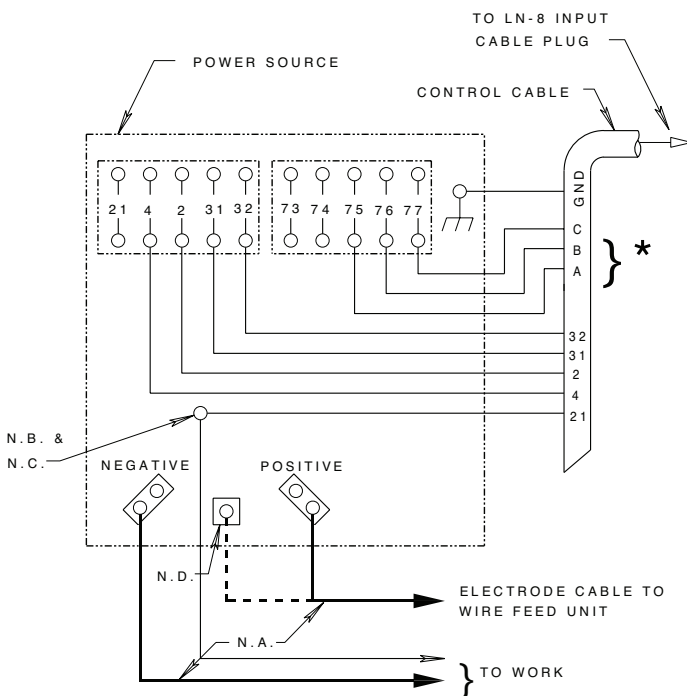 TO LN-8 INPUT
CABLE PLUG
POWER SOURCE
CONTROL CABLE
GND
21 4 2 31 32 73 74 75 76 77
C
B
A
} *
32
31
2
4
21
N.B. &
N.C.
NEGATIVE
POSITIVE
N.D.
ELECTRODE CABLE TO
WIRE FEED UNIT
N.A.
} TO WORK